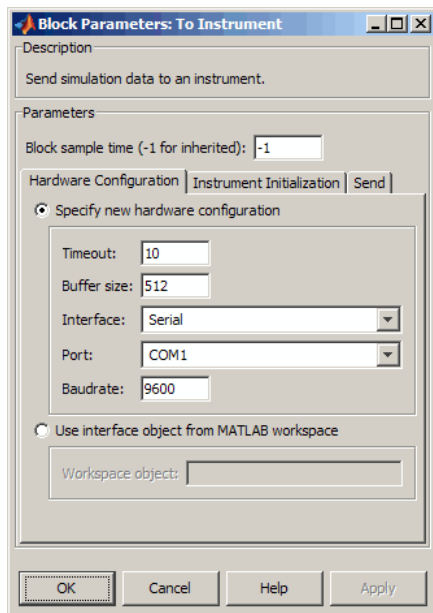 Block Parameters: To Instrument
Description
Send simulation data to an instrument.
Parameters
Block sample time (-1 for inherited): -1
Hardware Configuration Instrument Initialization Send
Specify new hardware configuration
Timeout: 10
Buffer size: 512
Interface: Serial
Port: COM1
Baudrate: 9600
Use interface object from MATLAB workspace
Workspace object:
OK Cancel Help Apply